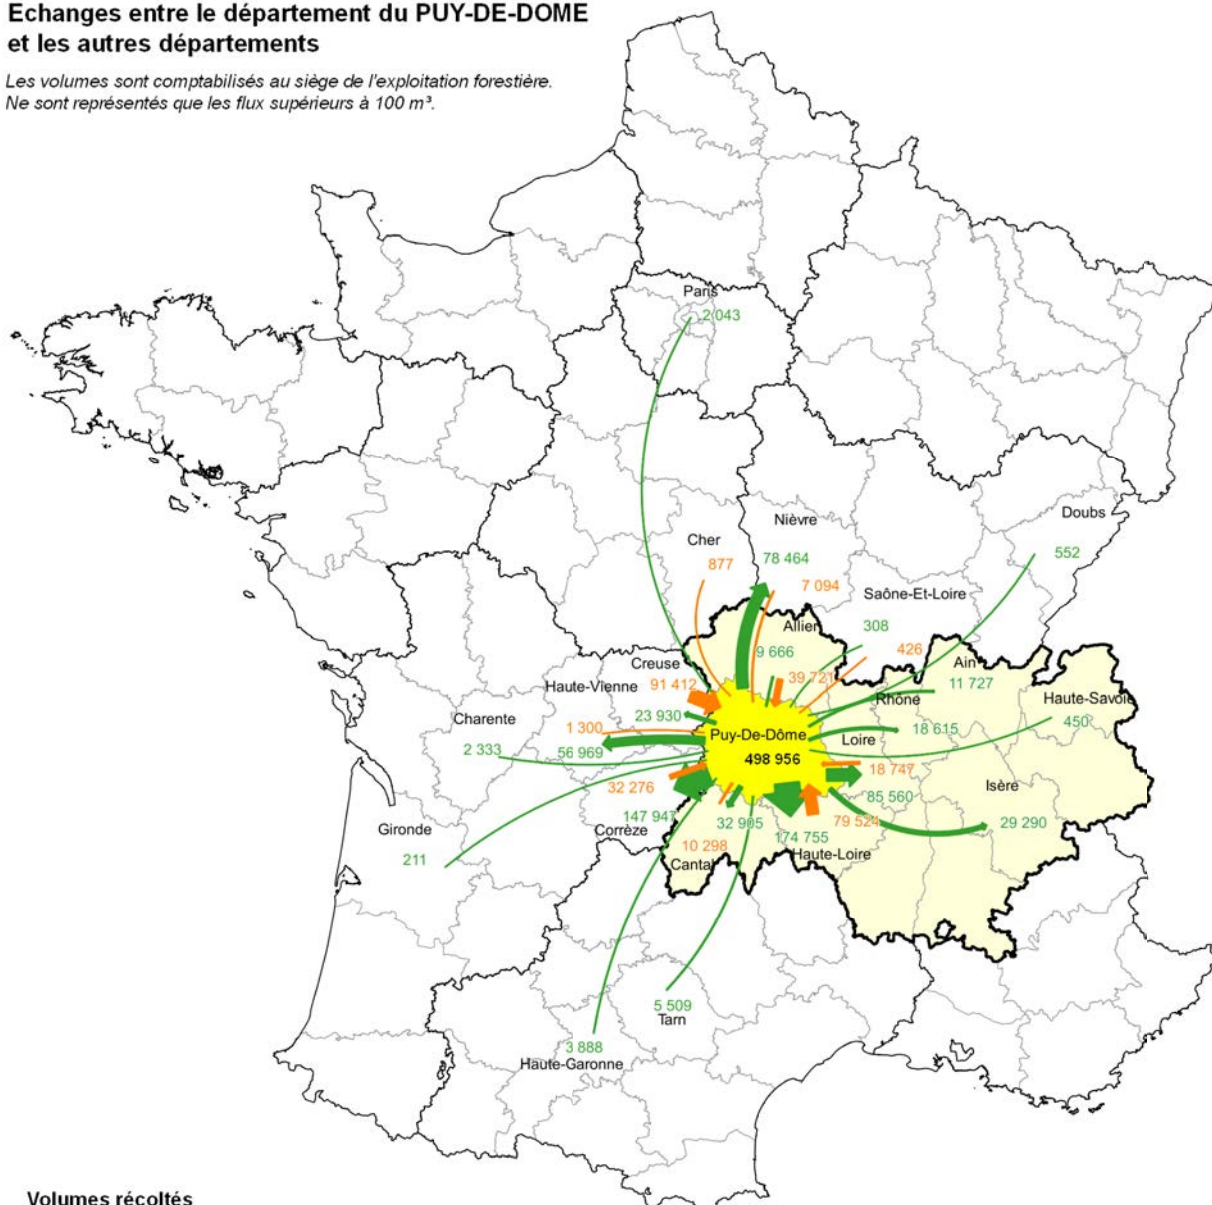 Echanges entre le département du PUY-DE-DOME
et les autres départements
Les volumes sont comptabilisés au siège de l'exploitation forestière.
Ne sont représentés que les flux supérieurs à 100 m³.
Paris
2 043
Nièvre
78 464
7 094
Cher
877
Doubs
552
Saône-Et-Loire
308
426
Allier
9 666
39 721
Creuse
91 412
23 930
Haute-Vienne
1 300
56 969
Charente
2 333
Ain
11 727
Rhône
18 615
Haute-Savoie
450
Puy-De-Dôme
498 956
Loire
18 747
85 560
Isère
29 290
32 276
147 947
Corrèze
Gironde
211
10 298
Cantal
32 905
174 755
79 524
Haute-Loire
5 509
Tarn
3 888
Haute-Garonne
Volumes récoltés